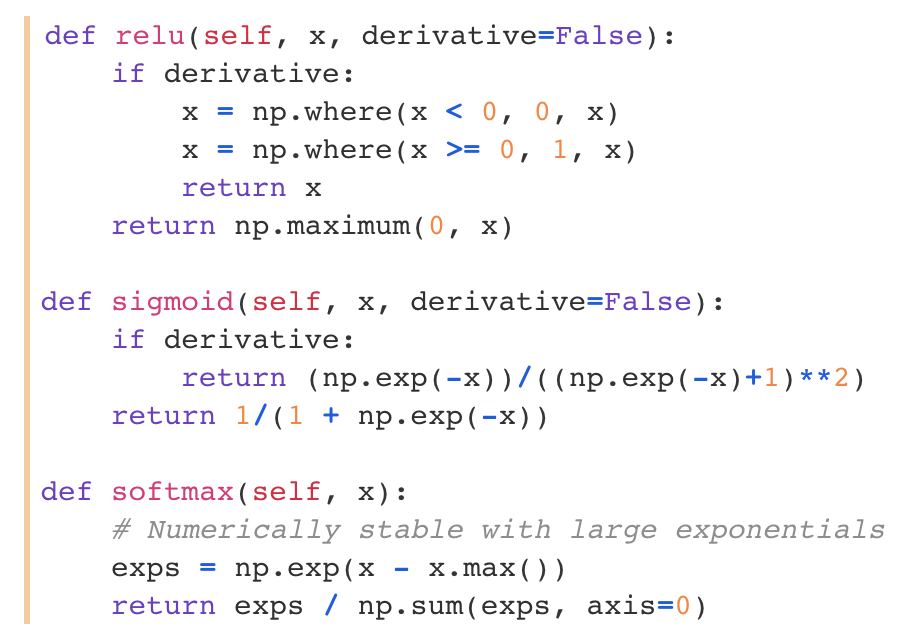 def relu(self, x, derivative=False):
    if derivative:
        x = np.where(x < 0, 0, x)
        x = np.where(x >= 0, 1, x)
        return x
    return np.maximum(0, x)

def sigmoid(self, x, derivative=False):
    if derivative:
        return (np.exp(-x))/((np.exp(-x)+1)**2)
    return 1/(1 + np.exp(-x))

def softmax(self, x):
    # Numerically stable with large exponentials
    exps = np.exp(x - x.max())
    return exps / np.sum(exps, axis=0)